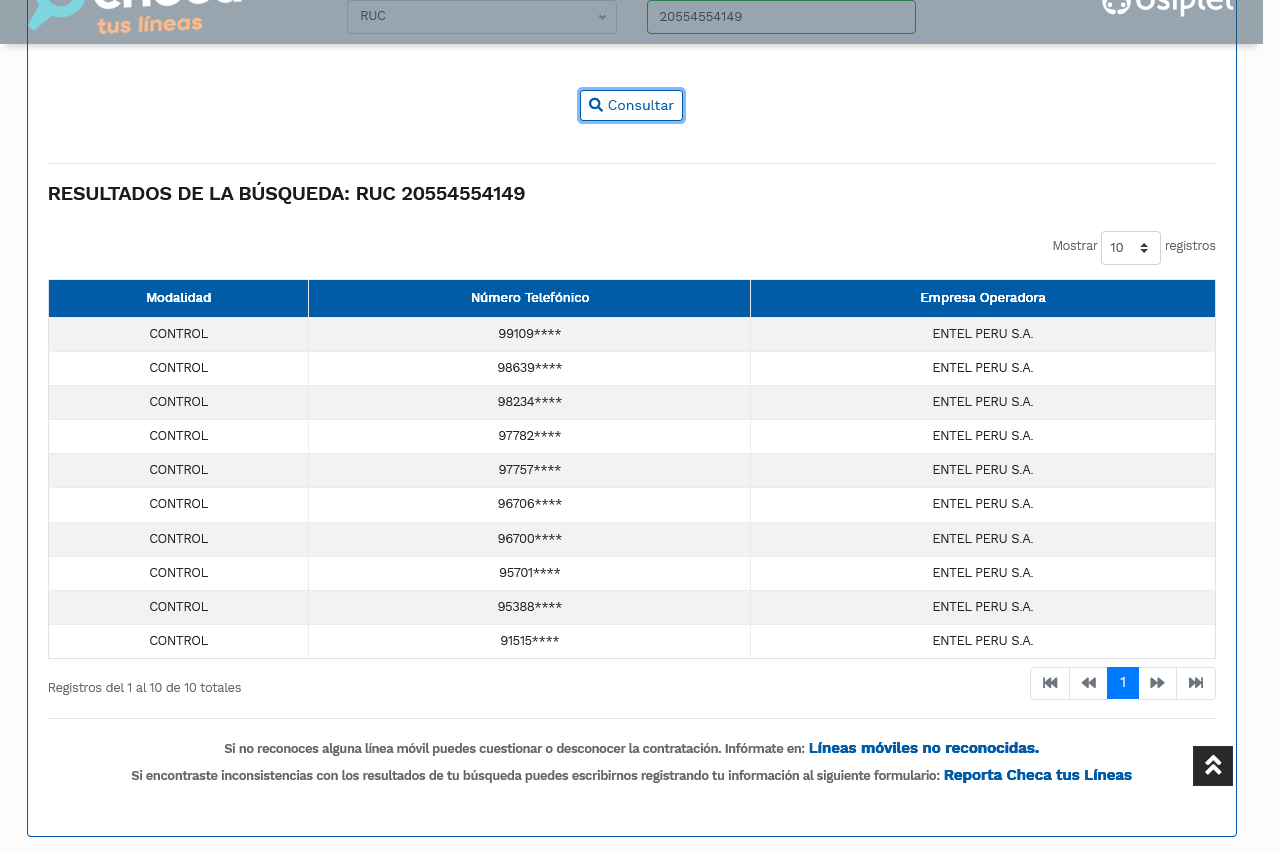 checa
tus líneas
RUC
20554554149
Osiptel
Consultar
RESULTADOS DE LA BÚSQUEDA: RUC 20554554149
Mostrar 10 registros
Modalidad Número Telefónico Empresa Operadora
CONTROL 99109**** ENTEL PERU S.A.
CONTROL 98639**** ENTEL PERU S.A.
CONTROL 98234**** ENTEL PERU S.A.
CONTROL 97782**** ENTEL PERU S.A.
CONTROL 97757**** ENTEL PERU S.A.
CONTROL 96706**** ENTEL PERU S.A.
CONTROL 96700**** ENTEL PERU S.A.
CONTROL 95701**** ENTEL PERU S.A.
CONTROL 95388**** ENTEL PERU S.A.
CONTROL 91515**** ENTEL PERU S.A.
Registros del 1 al 10 de 10 totales
1
Si no reconoces alguna línea móvil puedes cuestionar o desconocer la contratación. Infórmate en: Líneas móviles no reconocidas.
Si encontraste inconsistencias con los resultados de tu búsqueda puedes escribirnos registrando tu información al siguiente formulario: Reporta Checa tus Líneas